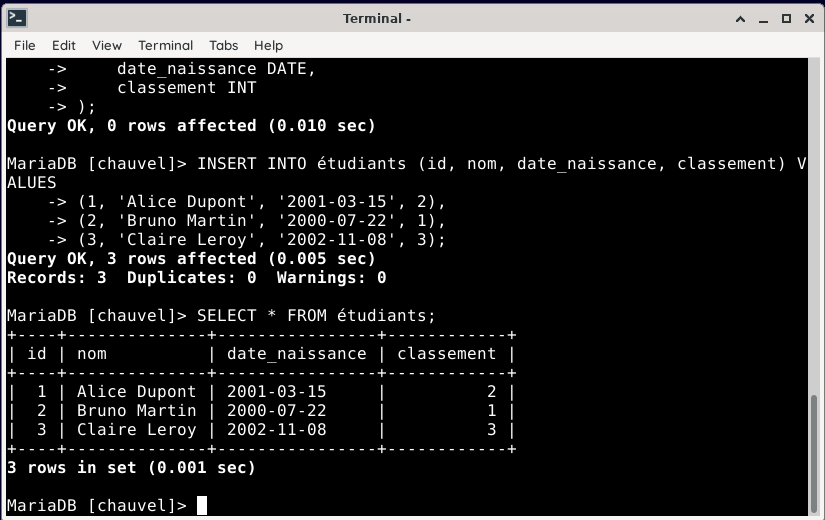 Terminal -
File Edit View Terminal Tabs Help
    ->     date_naissance DATE,
    ->     classement INT
    -> );
Query OK, 0 rows affected (0.010 sec)

MariaDB [chauvel]> INSERT INTO étudiants (id, nom, date_naissance, classement) V
ALUES
    -> (1, 'Alice Dupont', '2001-03-15', 2),
    -> (2, 'Bruno Martin', '2000-07-22', 1),
    -> (3, 'Claire Leroy', '2002-11-08', 3);
Query OK, 3 rows affected (0.005 sec)
Records: 3  Duplicates: 0  Warnings: 0

MariaDB [chauvel]> SELECT * FROM étudiants;
+----+--------------+----------------+------------+
| id | nom          | date_naissance | classement |
+----+--------------+----------------+------------+
|  1 | Alice Dupont | 2001-03-15     |          2 |
|  2 | Bruno Martin | 2000-07-22     |          1 |
|  3 | Claire Leroy | 2002-11-08     |          3 |
+----+--------------+----------------+------------+
3 rows in set (0.001 sec)

MariaDB [chauvel]>